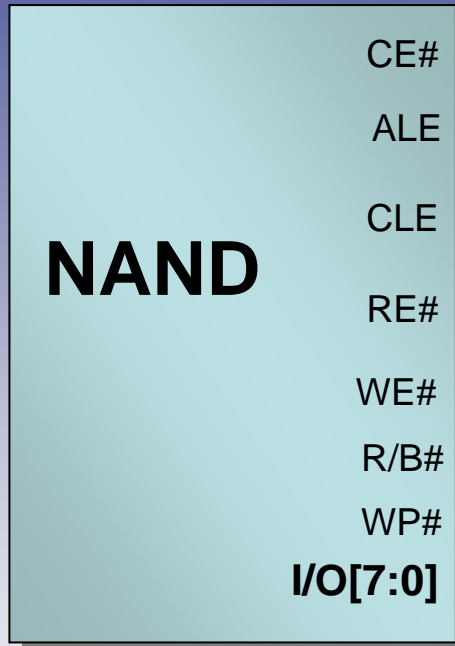 CE#
ALE
CLE
NAND
RE#
WE#
R/B#
WP#
I/O[7:0]